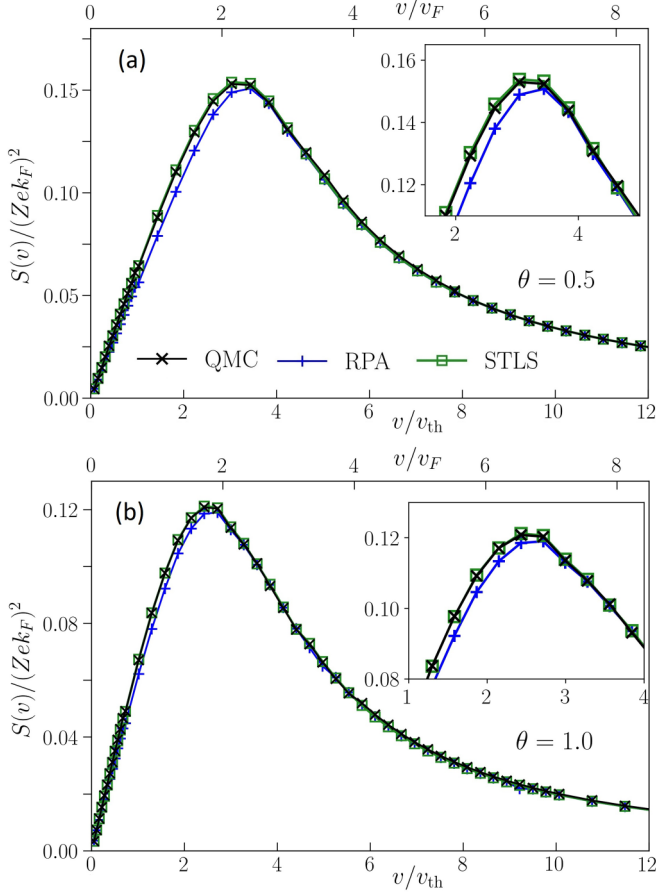 0 2 4 6 8
v/v_F
(a)
0.16
0.14
0.12
2 4
θ = 0.5
S(v)/(Zek_F)^2
0.15
0.10
0.05
0.00
QMC RPA STLS
0 2 4 6 8 10 12
v/v_th
0 2 4 6 8
v/v_F
(b)
0.12
0.10
0.08
1 2 3 4
θ = 1.0
S(v)/(Zek_F)^2
0.12
0.08
0.04
0.00
0 2 4 6 8 10 12
v/v_th